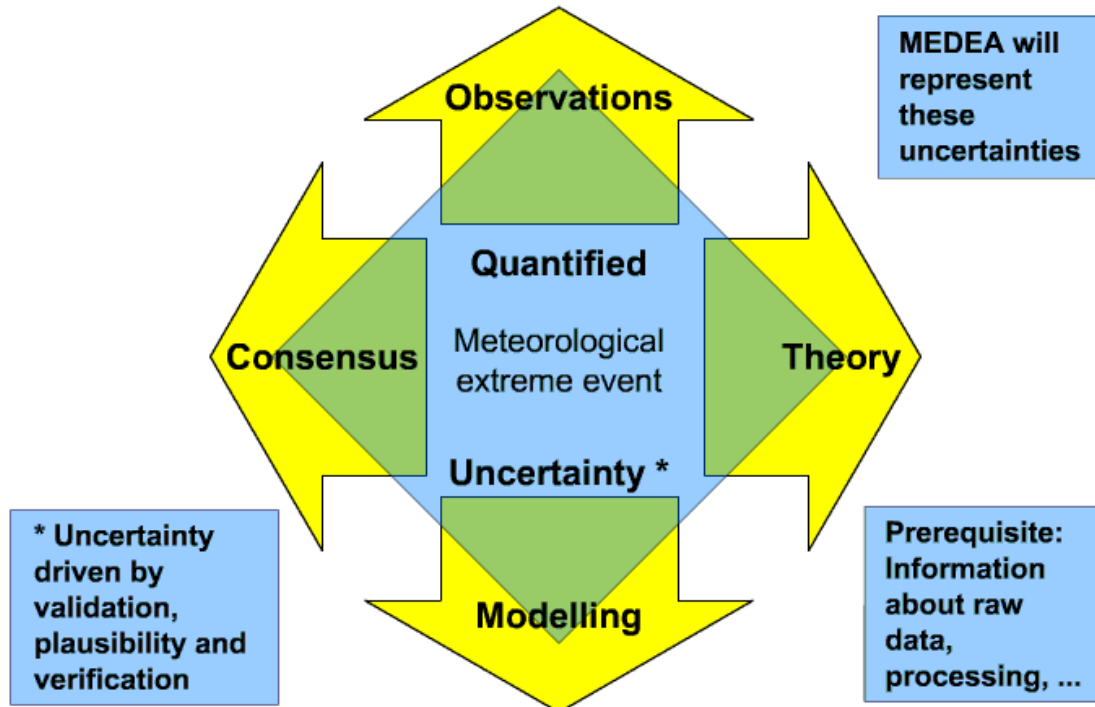 Observations
MEDEA will
represent
these
uncertainties
Quantified
Meteorological
extreme event
Uncertainty *
Consensus
Theory
Modelling
* Uncertainty
driven by
validation,
plausibility and
verification
Prerequisite:
Information
about raw
data,
processing, ...